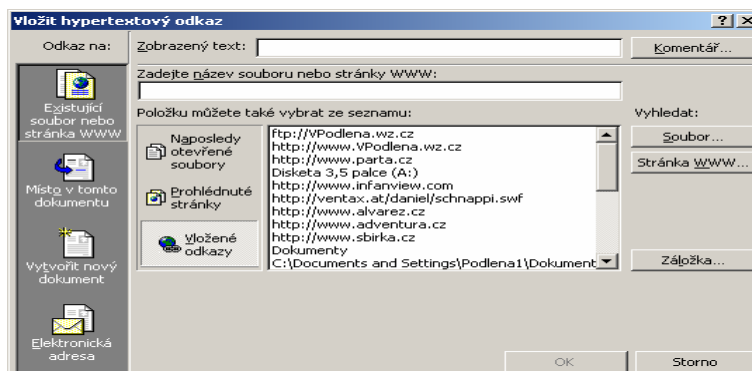 Vložit hypertextový odkaz
Odkaz na:
Zobrazený text:
Komentář...
Existující
soubor nebo
stránka WWW
Místo v tomto
dokumentu
Vytvořit nový
dokument
Elektronická
adresa
Zadejte název souboru nebo stránky WWW:
Položku můžete také vybrat ze seznamu:
Naposledy
otevřené
soubory
Prohlédnuté
stránky
Vložené
odkazy
ftp://VPodlena.wz.cz
http://www.VPodlena.wz.cz
http://www.parta.cz
Disketa 3,5 palce (A:)
http://www.infanview.com
http://ventax.at/daniel/schnappi.swf
http://www.alvarez.cz
http://www.adventura.cz
http://www.sbirka.cz
Dokumenty
C:\Documents and Settings\Podlena1\Dokument
Vyhledat:
Soubor...
Stránka WWW...
Záložka...
OK
Storno